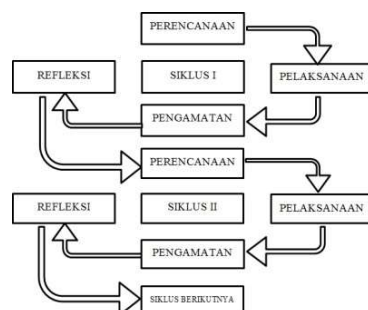 PERENCANAAN
REFLEKSI
SIKLUS I
PELAKSANAAN
PENGAMATAN
PERENCANAAN
REFLEKSI
SIKLUS II
PELAKSANAAN
PENGAMATAN
SIKLUS BERIKUTNYA